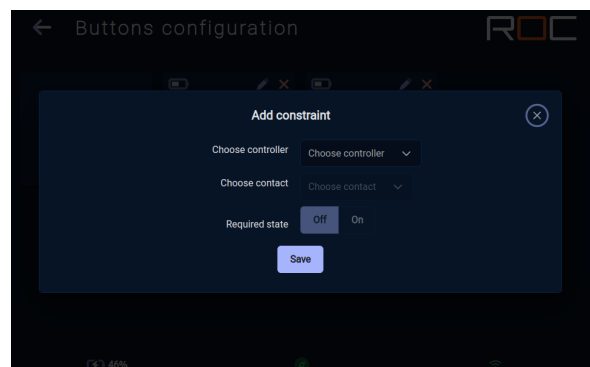 Buttons configuration
ROC
Add constraint
Choose controller
Choose controller
Choose contact
Choose contact
Required state
Off
On
Save
46%